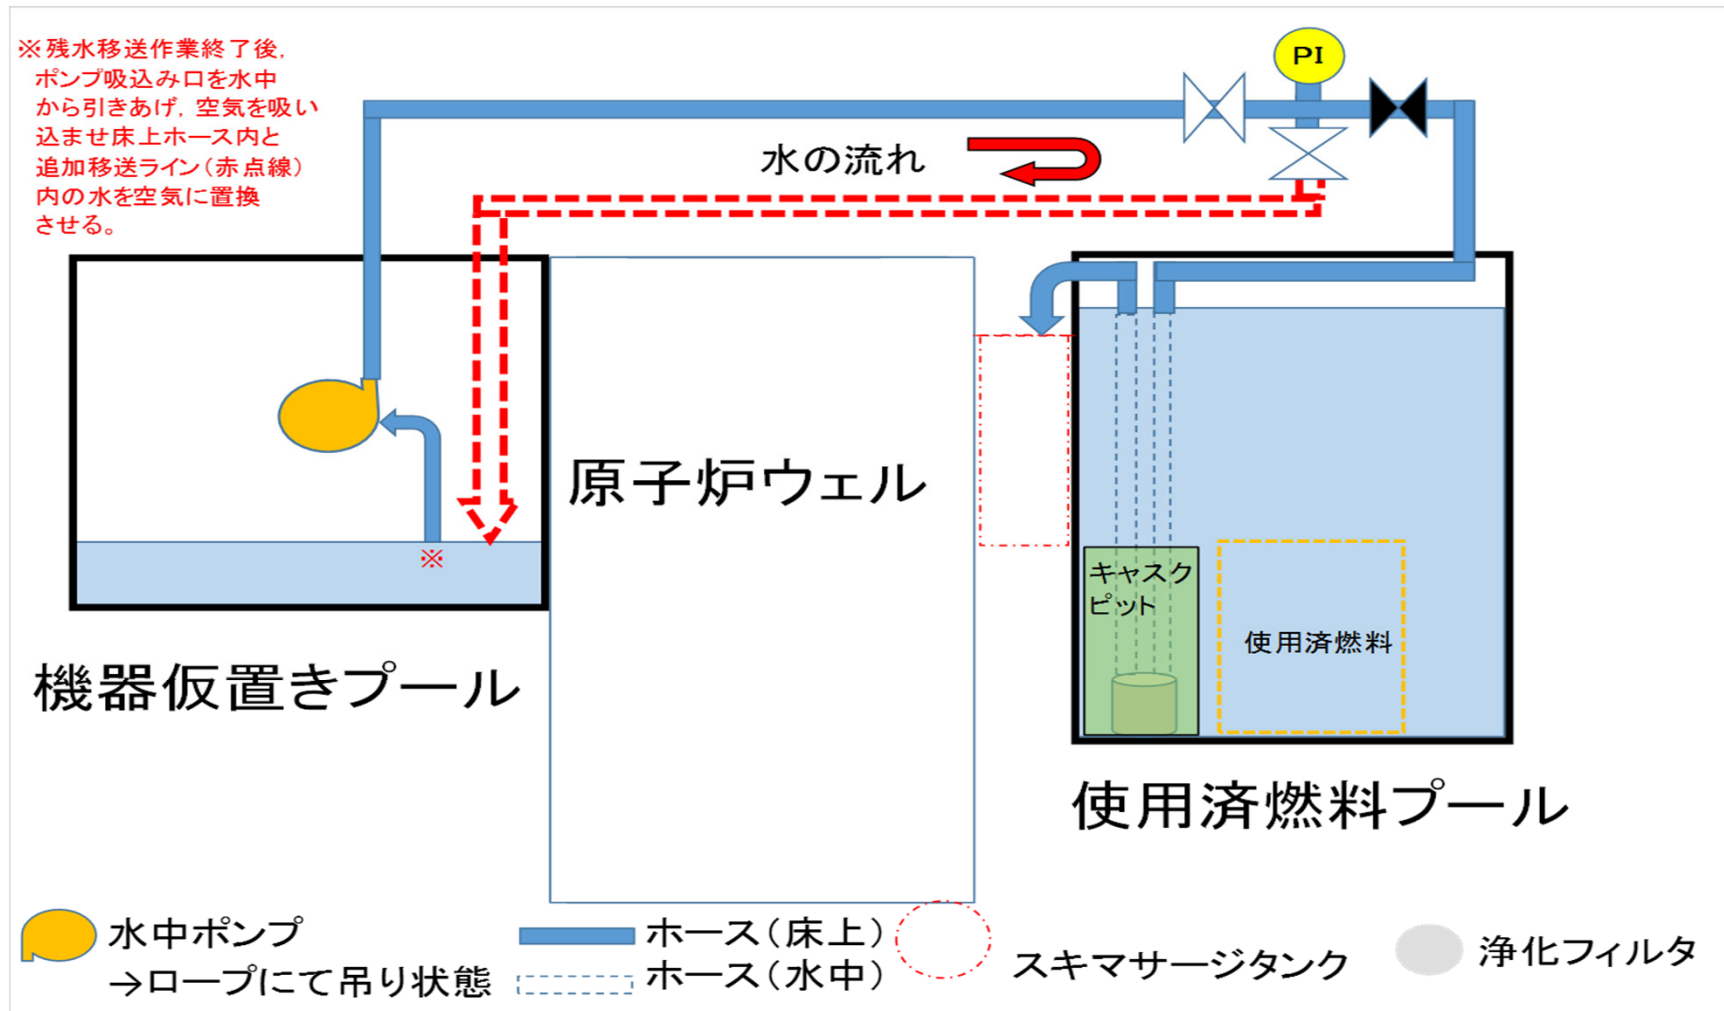 ※残水移送作業終了後,
ポンプ吸込み口を水中
から引きあげ, 空気を吸い
込ませ床上ホース内と
追加移送ライン(赤点線)
内の水を空気に置換
させる。
PI
水の流れ
※
原子炉ウェル
キャスク
ピット
使用済燃料
機器仮置きプール
使用済燃料プール
水中ポンプ
→ロープにて吊り状態
ホース(床上)
ホース(水中)
スキマサージタンク
浄化フィルタ